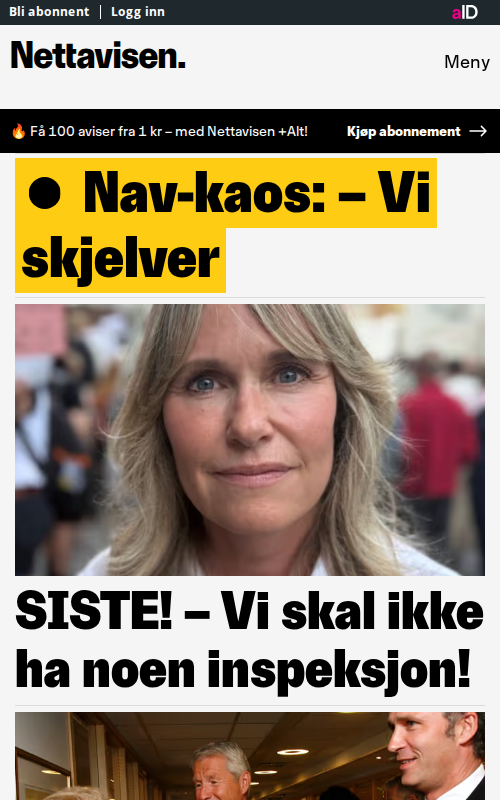 Bli abonnent | Logg inn
aID
Nettavisen.
Meny
🔥 Få 100 aviser fra 1 kr – med Nettavisen +Alt!
Kjøp abonnement →
● Nav-kaos: – Vi
skjelver
SISTE! – Vi skal ikke
ha noen inspeksjon!